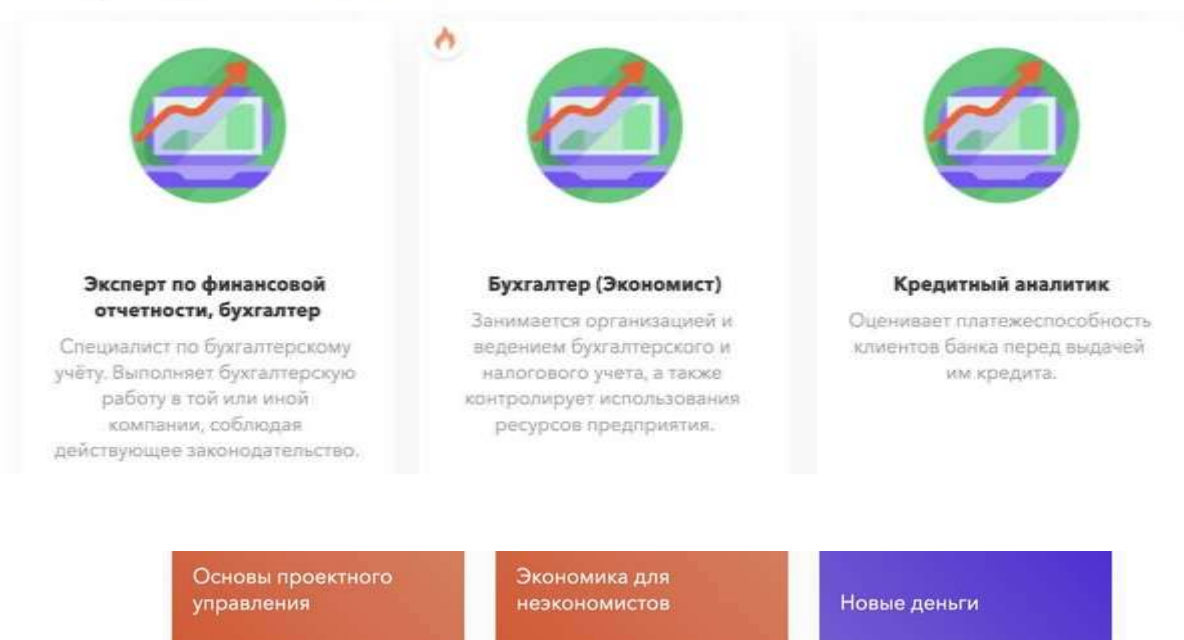 Эксперт по финансовой
отчетности, бухгалтер
Специалист по бухгалтерскому
учёту. Выполняет бухгалтерскую
работу в той или иной
компании, соблюдая
действующее законодательство.
Бухгалтер (Экономист)
Занимается организацией и
ведением бухгалтерского и
налогового учета, а также
контролирует использования
ресурсов предприятия.
Кредитный аналитик
Оценивает платежеспособность
клиентов банка перед выдачей
им кредита.
Основы проектного
управления
Экономика для
неэкономистов
Новые деньги